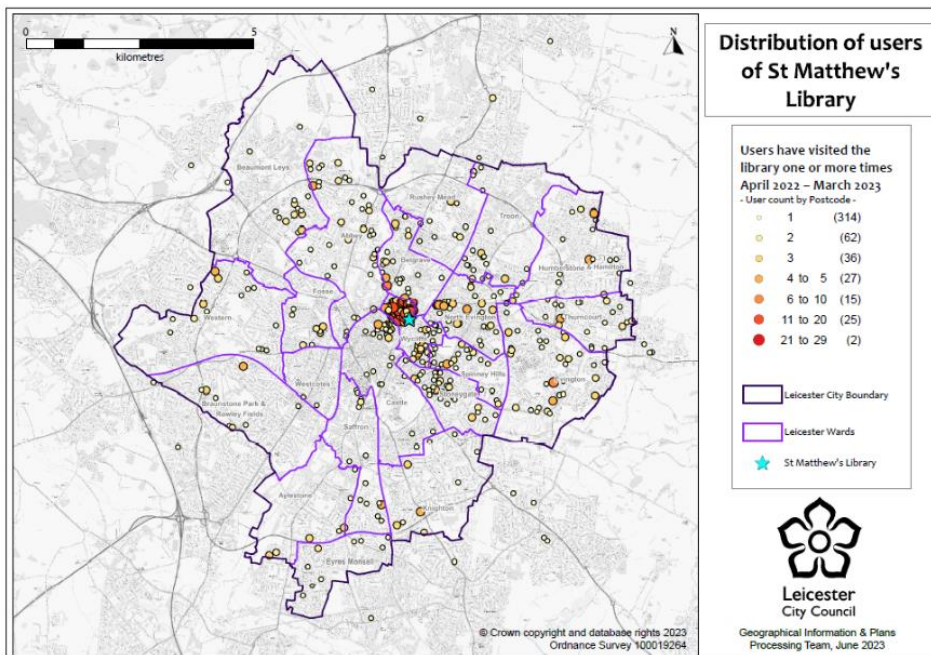 0 5
kilometres
N
Distribution of users
of St Matthew's
Library
Users have visited the
library one or more times
April 2022 – March 2023
- User count by Postcode -
1 (314)
2 (62)
3 (36)
4 to 5 (27)
6 to 10 (15)
11 to 20 (25)
21 to 29 (2)
Leicester City Boundary
Leicester Wards
St Matthew's Library
Beaumont Leys
Rushey Mead
Troon
Abbey
Belgrave
Humberstone & Hamilton
Fosse
Western
North Evington
Thurncourt
Westcotes
Stoneygate
Evington
Braunstone Park &
Rowley Fields
Castle
Saffron
Aylestone
Knighton
Eyres Monsell
© Crown copyright and database rights 2023
Ordnance Survey 100019264
Leicester
City Council
Geographical Information & Plans
Processing Team, June 2023